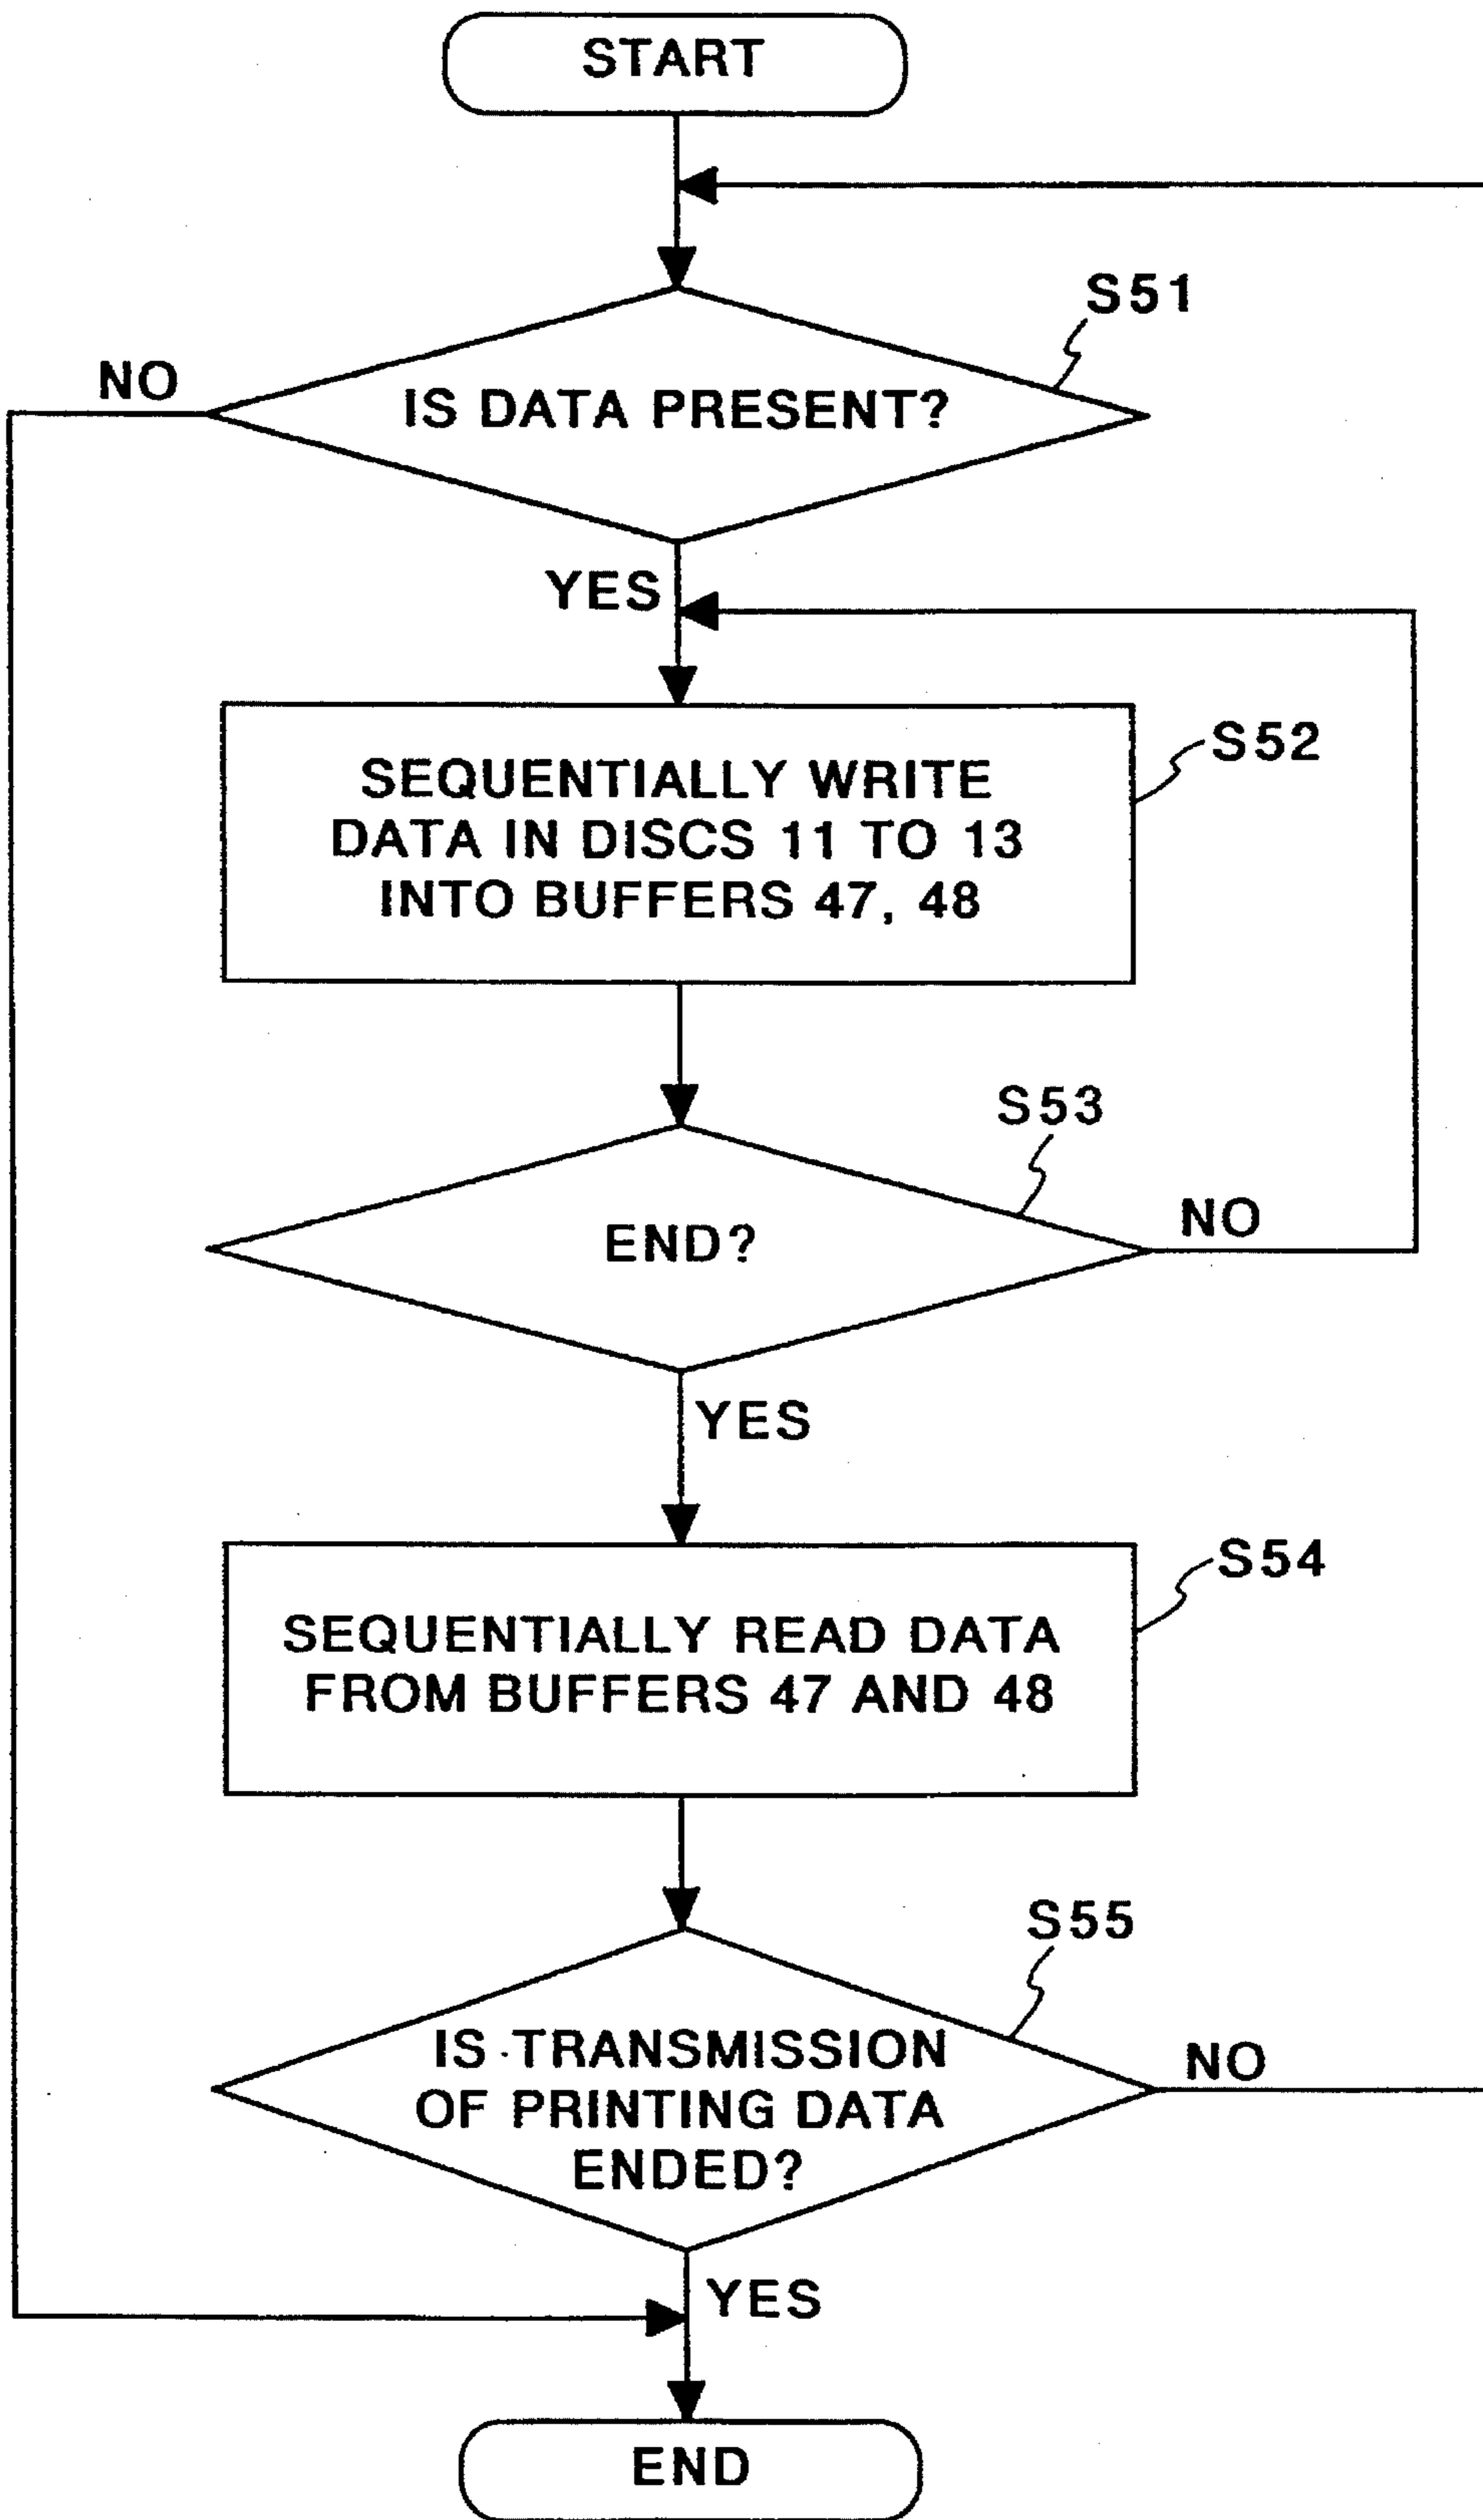 START
S51
NO
IS DATA PRESENT?
YES
S52
SEQUENTIALLY WRITE
DATA IN DISCS 11 TO 13
INTO BUFFERS 47, 48
S53
NO
END?
YES
S54
SEQUENTIALLY READ DATA
FROM BUFFERS 47 AND 48
S55
IS TRANSMISSION
NO
OF PRINTING DATA
ENDED?
YES
END